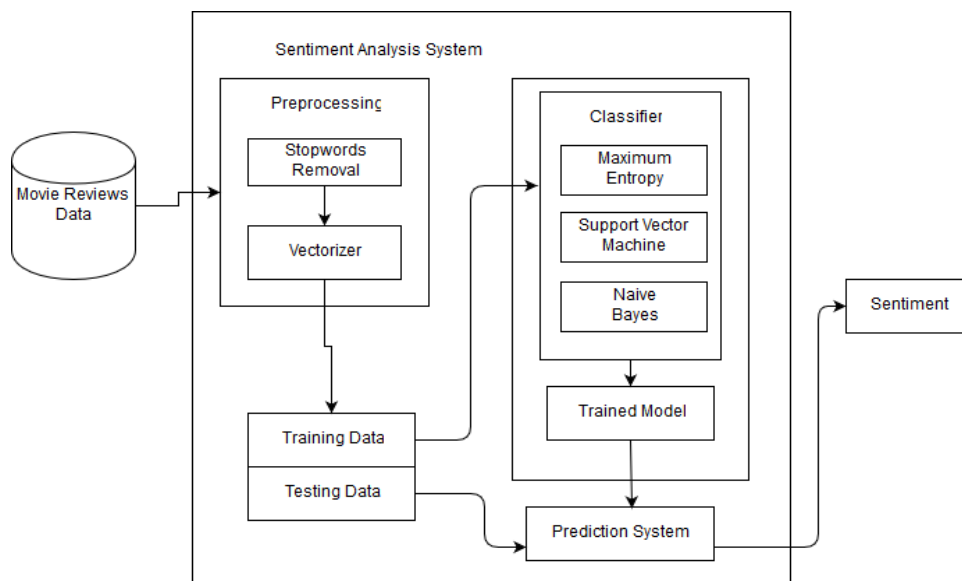 Sentiment Analysis System
Preprocessing
Stopwords
Removal
Vectorizer
Movie Reviews
Data
Training Data
Testing Data
Classifier
Maximum
Entropy
Support Vector
Machine
Naive
Bayes
Trained Model
Prediction System
Sentiment